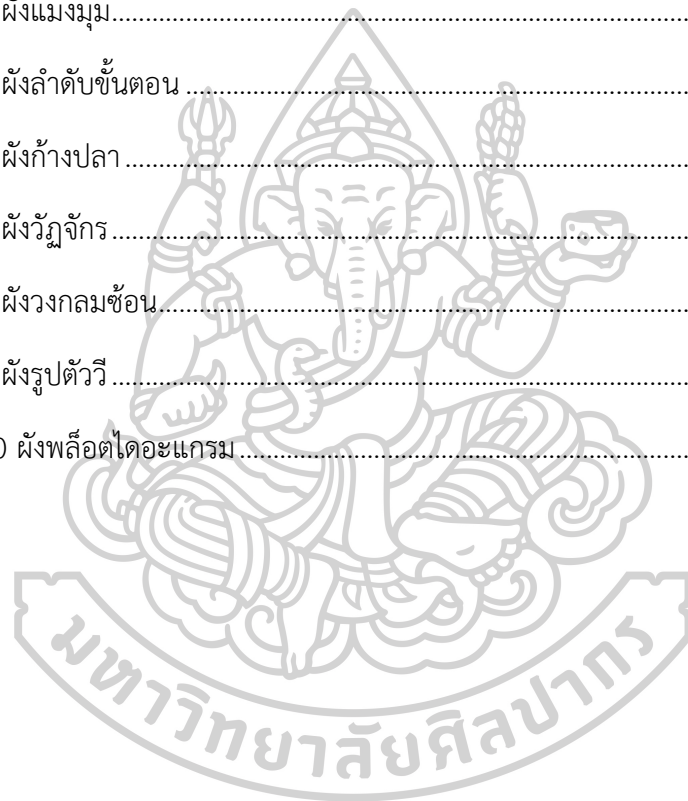 ผังแมงมุม
ผังลำดับขั้นตอน
ผังก้างปลา
ผังวัฏจักร
ผังวงกลมซ้อน
ผังรูปตัววี
0 ผังพล็อตไดอะแกรม
มหาวิทยาลัยศิลปากร